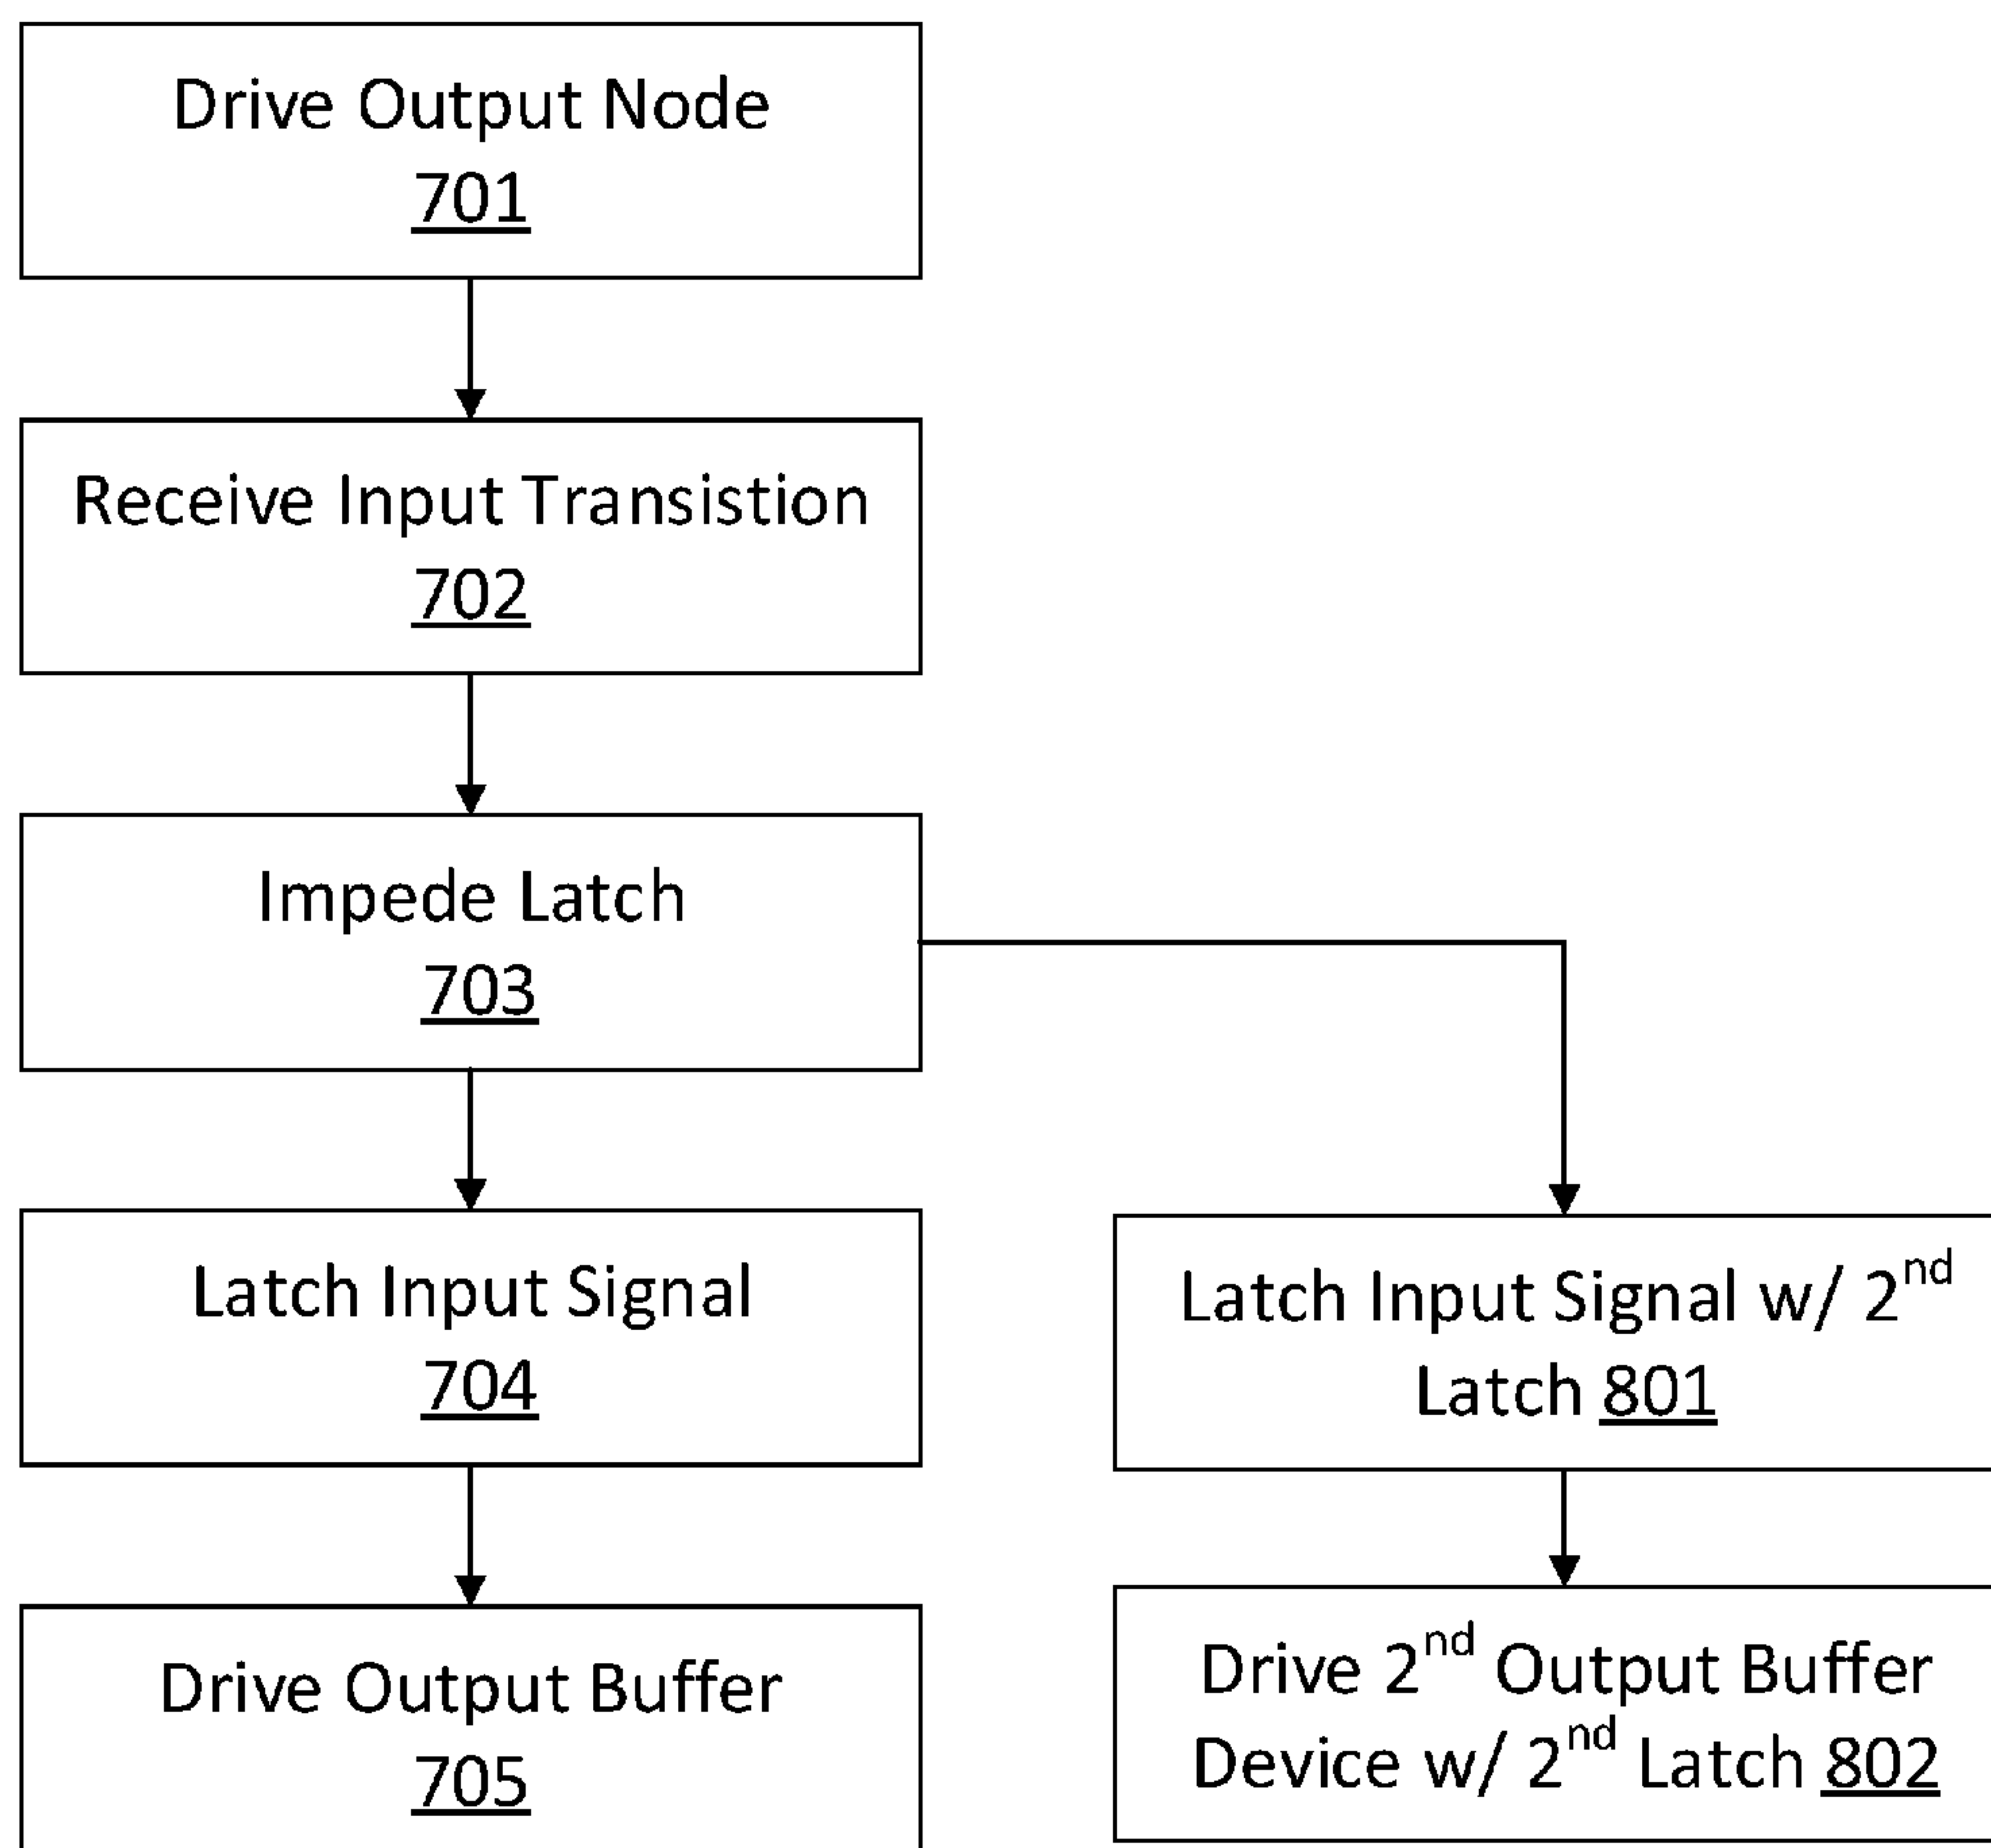 Drive Output Node
701
Receive Input Transistion
702
Impede Latch
703
Latch Input Signal
704
Drive Output Buffer
705
Latch Input Signal w/ 2nd
Latch 801
Drive 2nd Output Buffer
Device w/ 2nd Latch 802